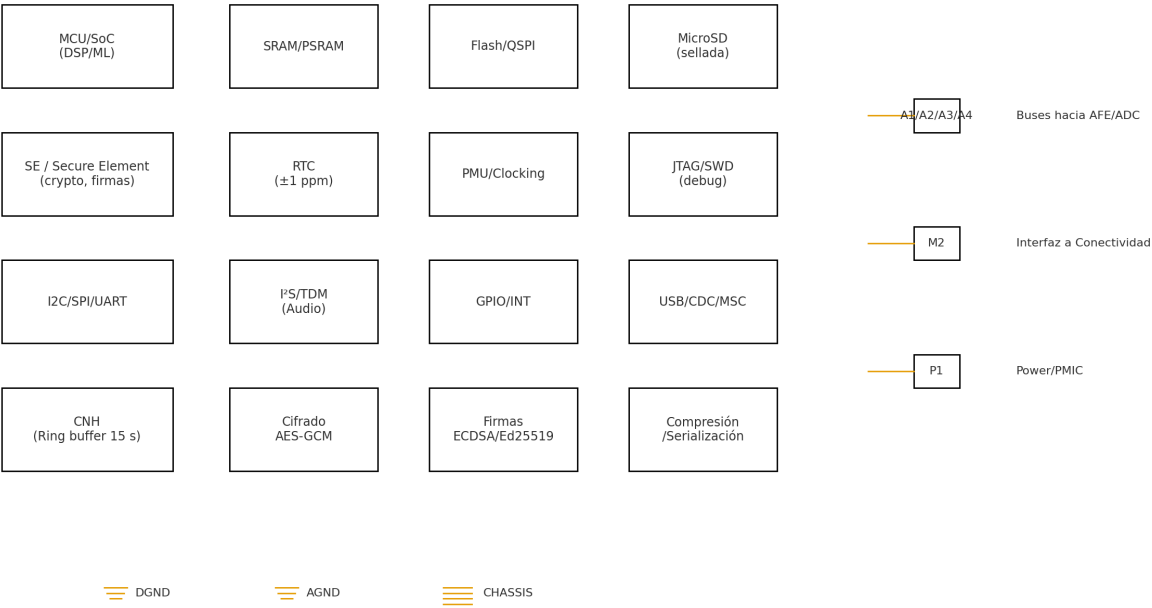 MCU/SoC
(DSP/ML)
SRAM/PSRAM
Flash/QSPI
MicroSD
(sellada)
A1/A2/A3/A4
Buses hacia AFE/ADC
SE / Secure Element
(crypto, firmas)
RTC
(±1 ppm)
PMU/Clocking
JTAG/SWD
(debug)
M2
Interfaz a Conectividad
I2C/SPI/UART
I²S/TDM
(Audio)
GPIO/INT
USB/CDC/MSC
P1
Power/PMIC
CNH
(Ring buffer 15 s)
Cifrado
AES-GCM
Firmas
ECDSA/Ed25519
Compresión
/Serialización
DGND
AGND
CHASSIS